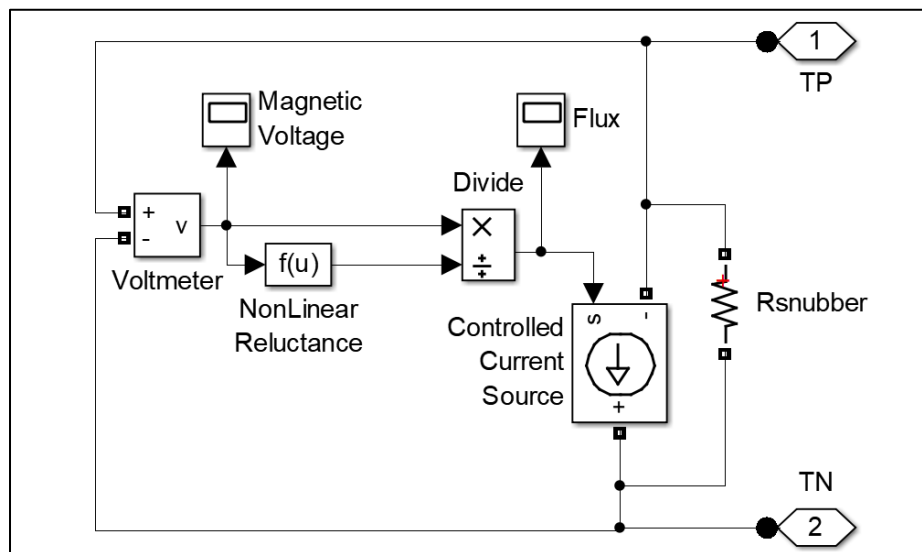 1
TP
Magnetic
Voltage
Flux
Divide
+
-
v
Voltmeter
×
÷
f(u)
NonLinear
Reluctance
s
-
+
Controlled
Current
Source
+
Rsnubber
TN
2